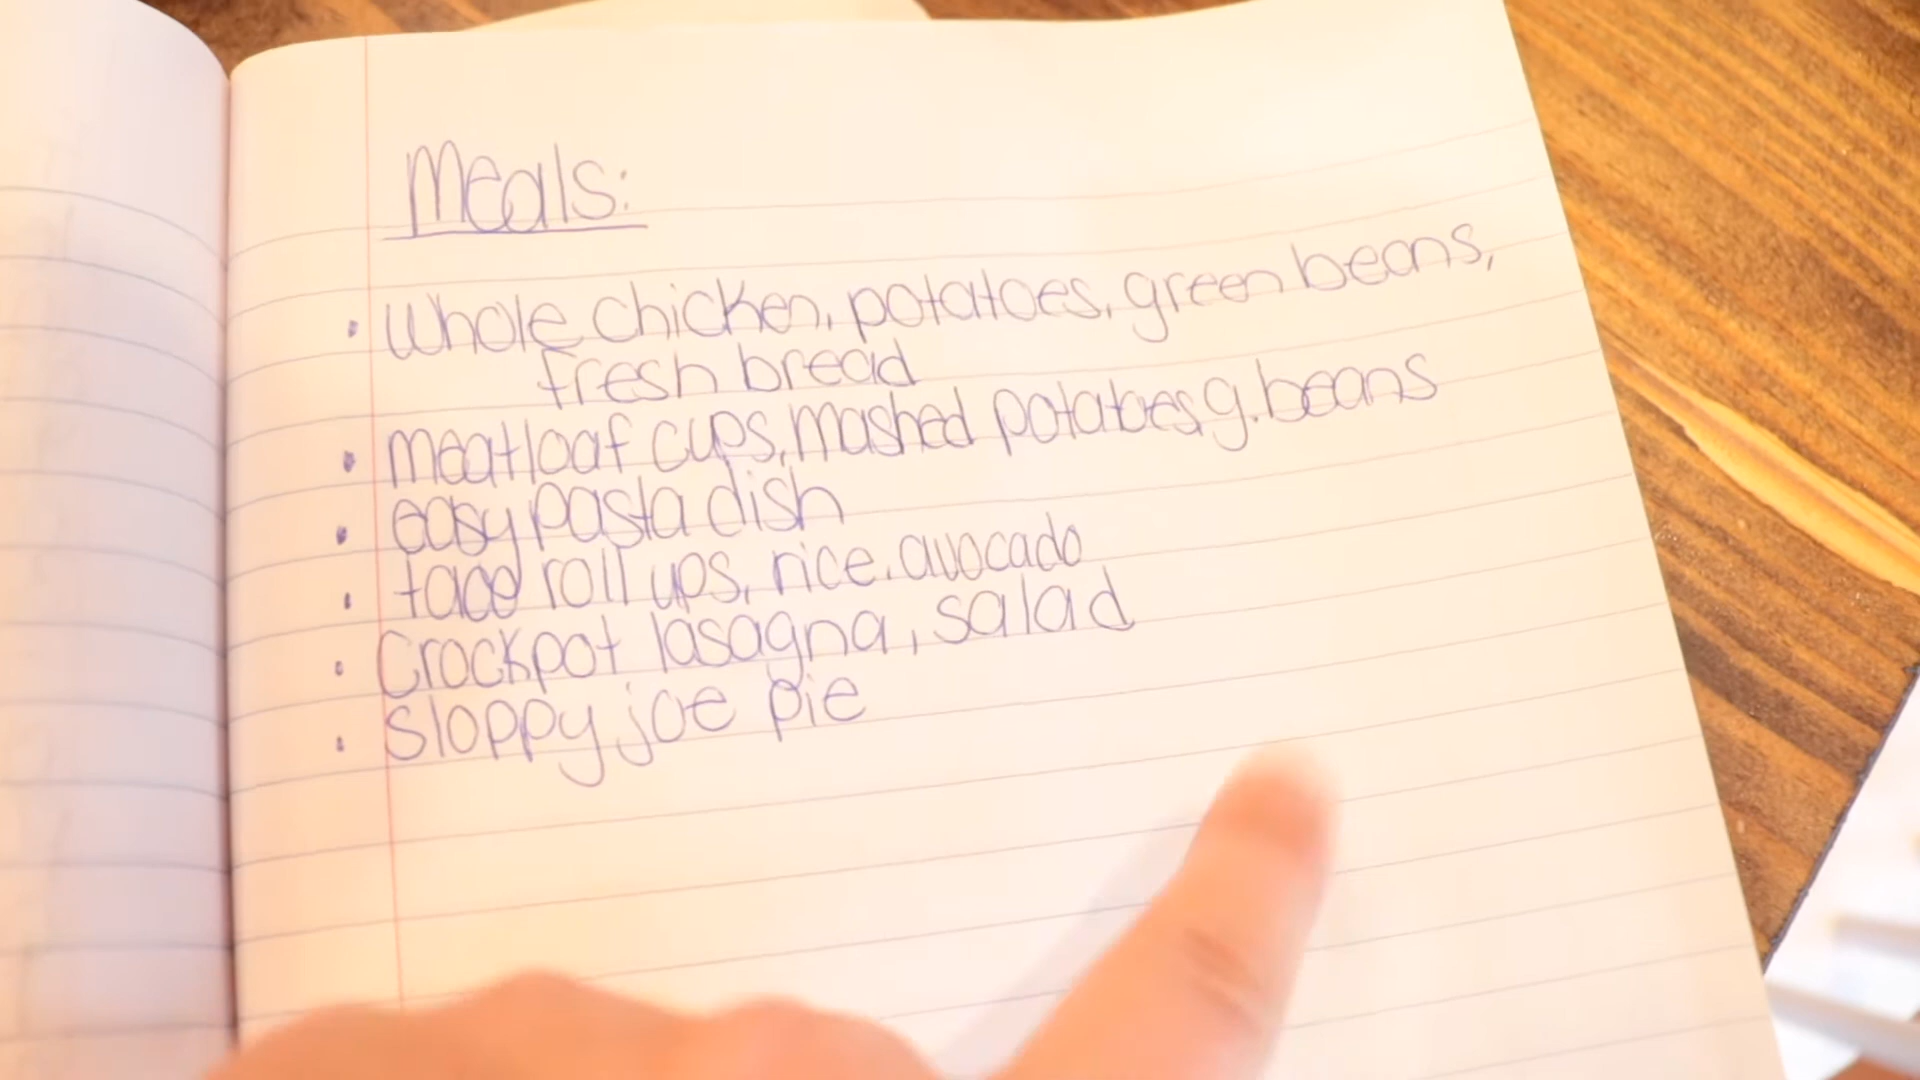 Meals:
• Whole chicken, potatoes, green beans,
fresh bread
• meatloaf cups, mashed potatoes, g. beans
• easy pasta dish
• taco roll ups, rice, avocado
• Crockpot lasagna, salad
• Sloppy joe pie